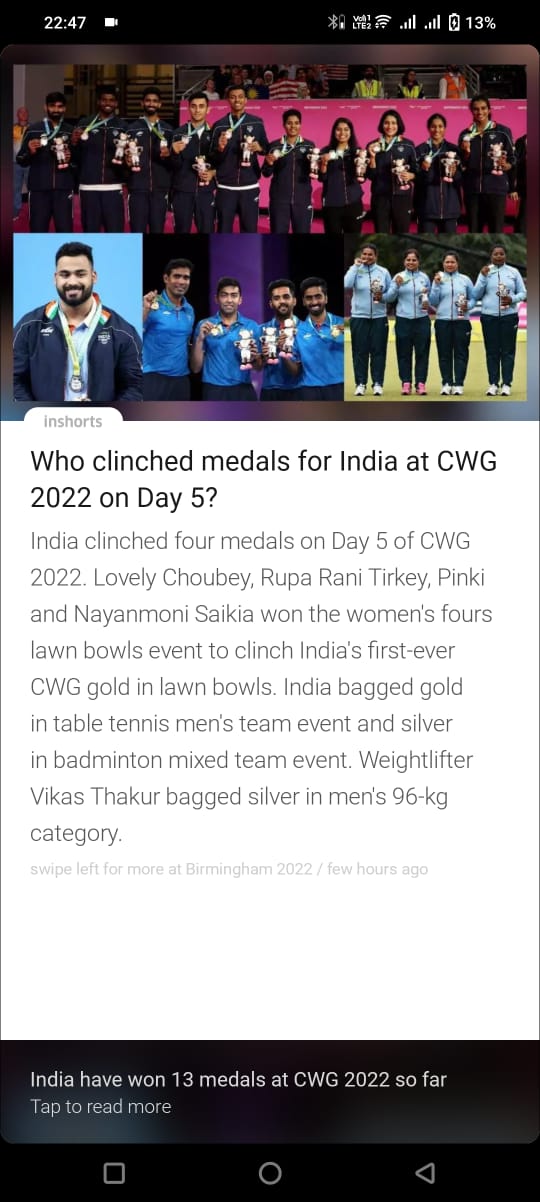 22:47
VoD 1
LTE2
13%
inshorts
Who clinched medals for India at CWG
2022 on Day 5?
India clinched four medals on Day 5 of CWG
2022. Lovely Choubey, Rupa Rani Tirkey, Pinki
and Nayanmoni Saikia won the women's fours
lawn bowls event to clinch India's first-ever
CWG gold in lawn bowls. India bagged gold
in table tennis men's team event and silver
in badminton mixed team event. Weightlifter
Vikas Thakur bagged silver in men's 96-kg
category.
swipe left for more at Birmingham 2022 / few hours ago
India have won 13 medals at CWG 2022 so far
Tap to read more